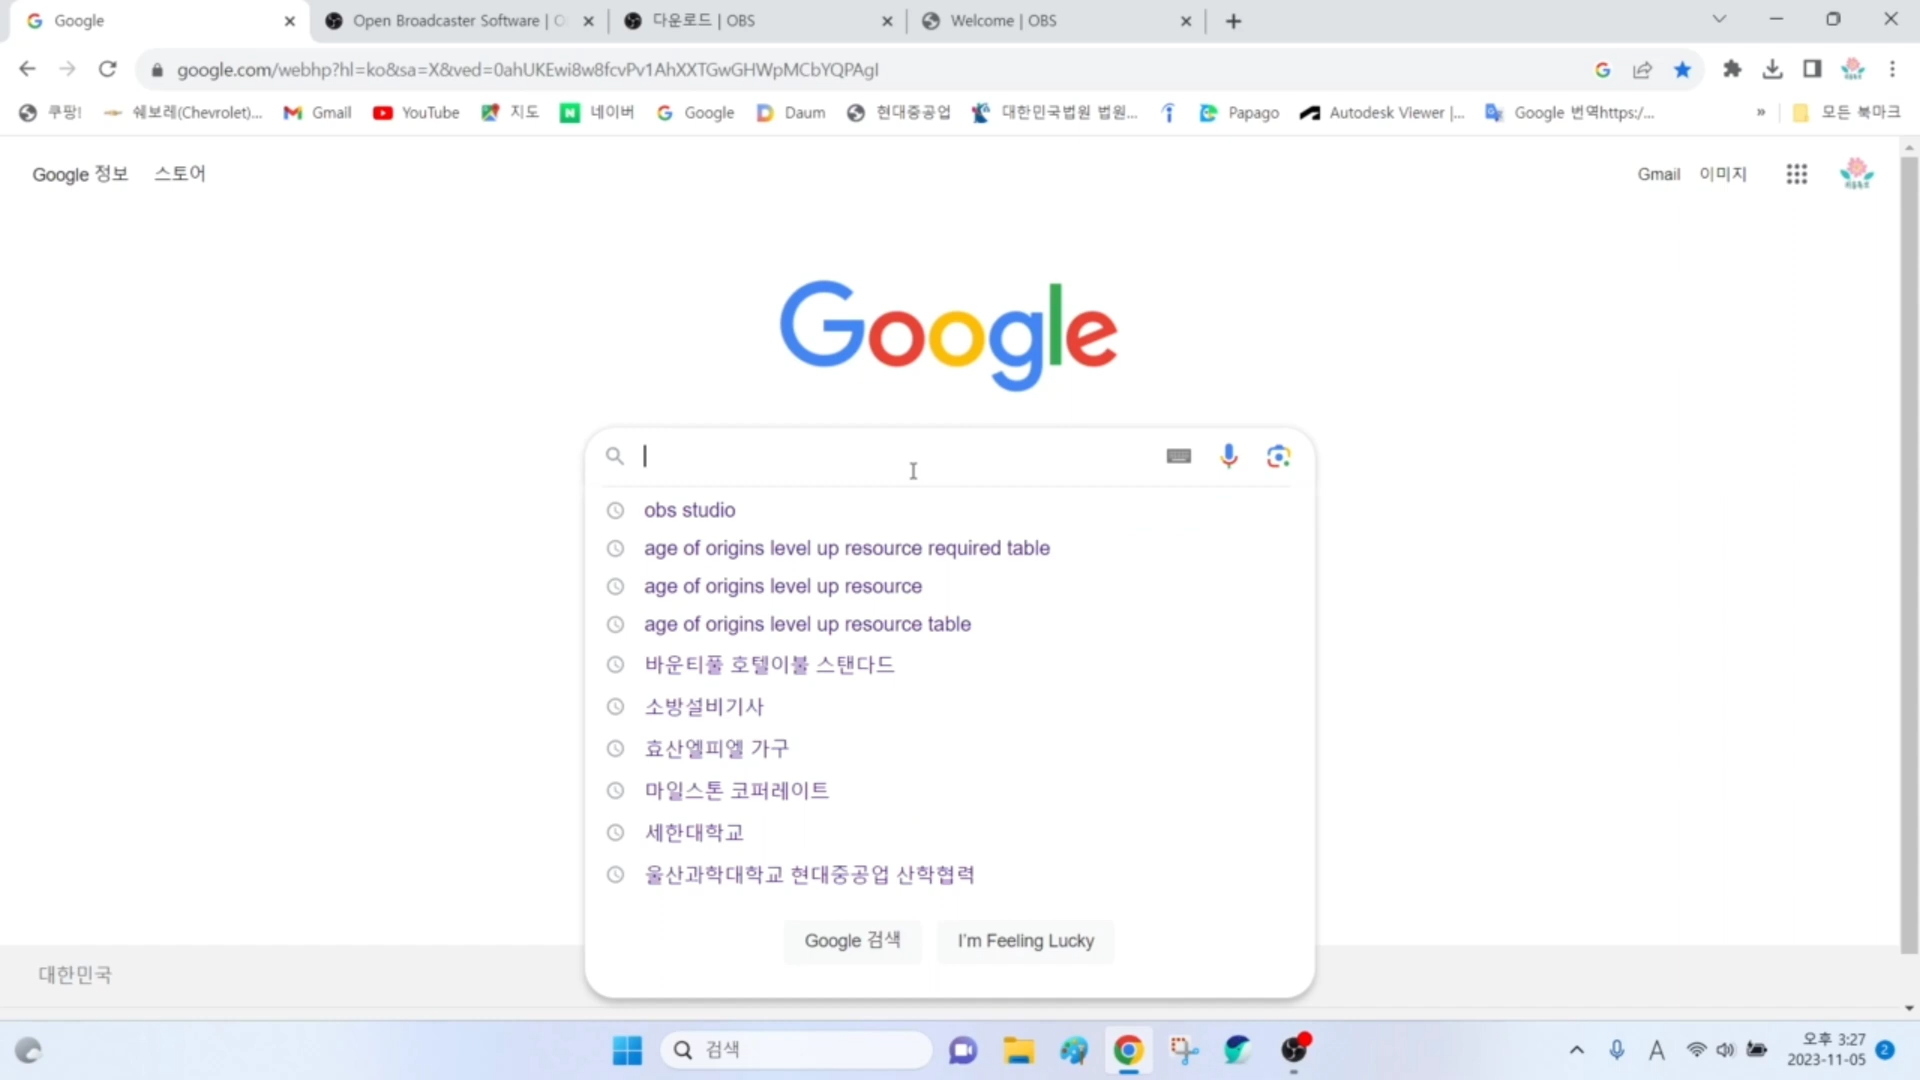 Google
Open Broadcaster Software | O
다운로드 | OBS
Welcome | OBS
google.com/webhp?hl=ko&sa=X&ved=0ahUKEwi8w8fcvPv1AhXXTGwGHWpMCbYQPAgI
쿠팡!
쉐보레(Chevrolet)...
Gmail
YouTube
지도
네이버
Google
Daum
현대중공업
대한민국법원 법원...
Papago
Autodesk Viewer |...
Google 번역https:/...
»
모든 북마크
Google 정보
스토어
Gmail
이미지
Google
obs studio
age of origins level up resource required table
age of origins level up resource
age of origins level up resource table
바운티풀 호텔이불 스탠다드
소방설비기사
효산엘피엘 가구
마일스톤 코퍼레이트
세한대학교
울산과학대학교 현대중공업 산학협력
Google 검색
I'm Feeling Lucky
대한민국
검색
A
오후 3:27
2023-11-05
2